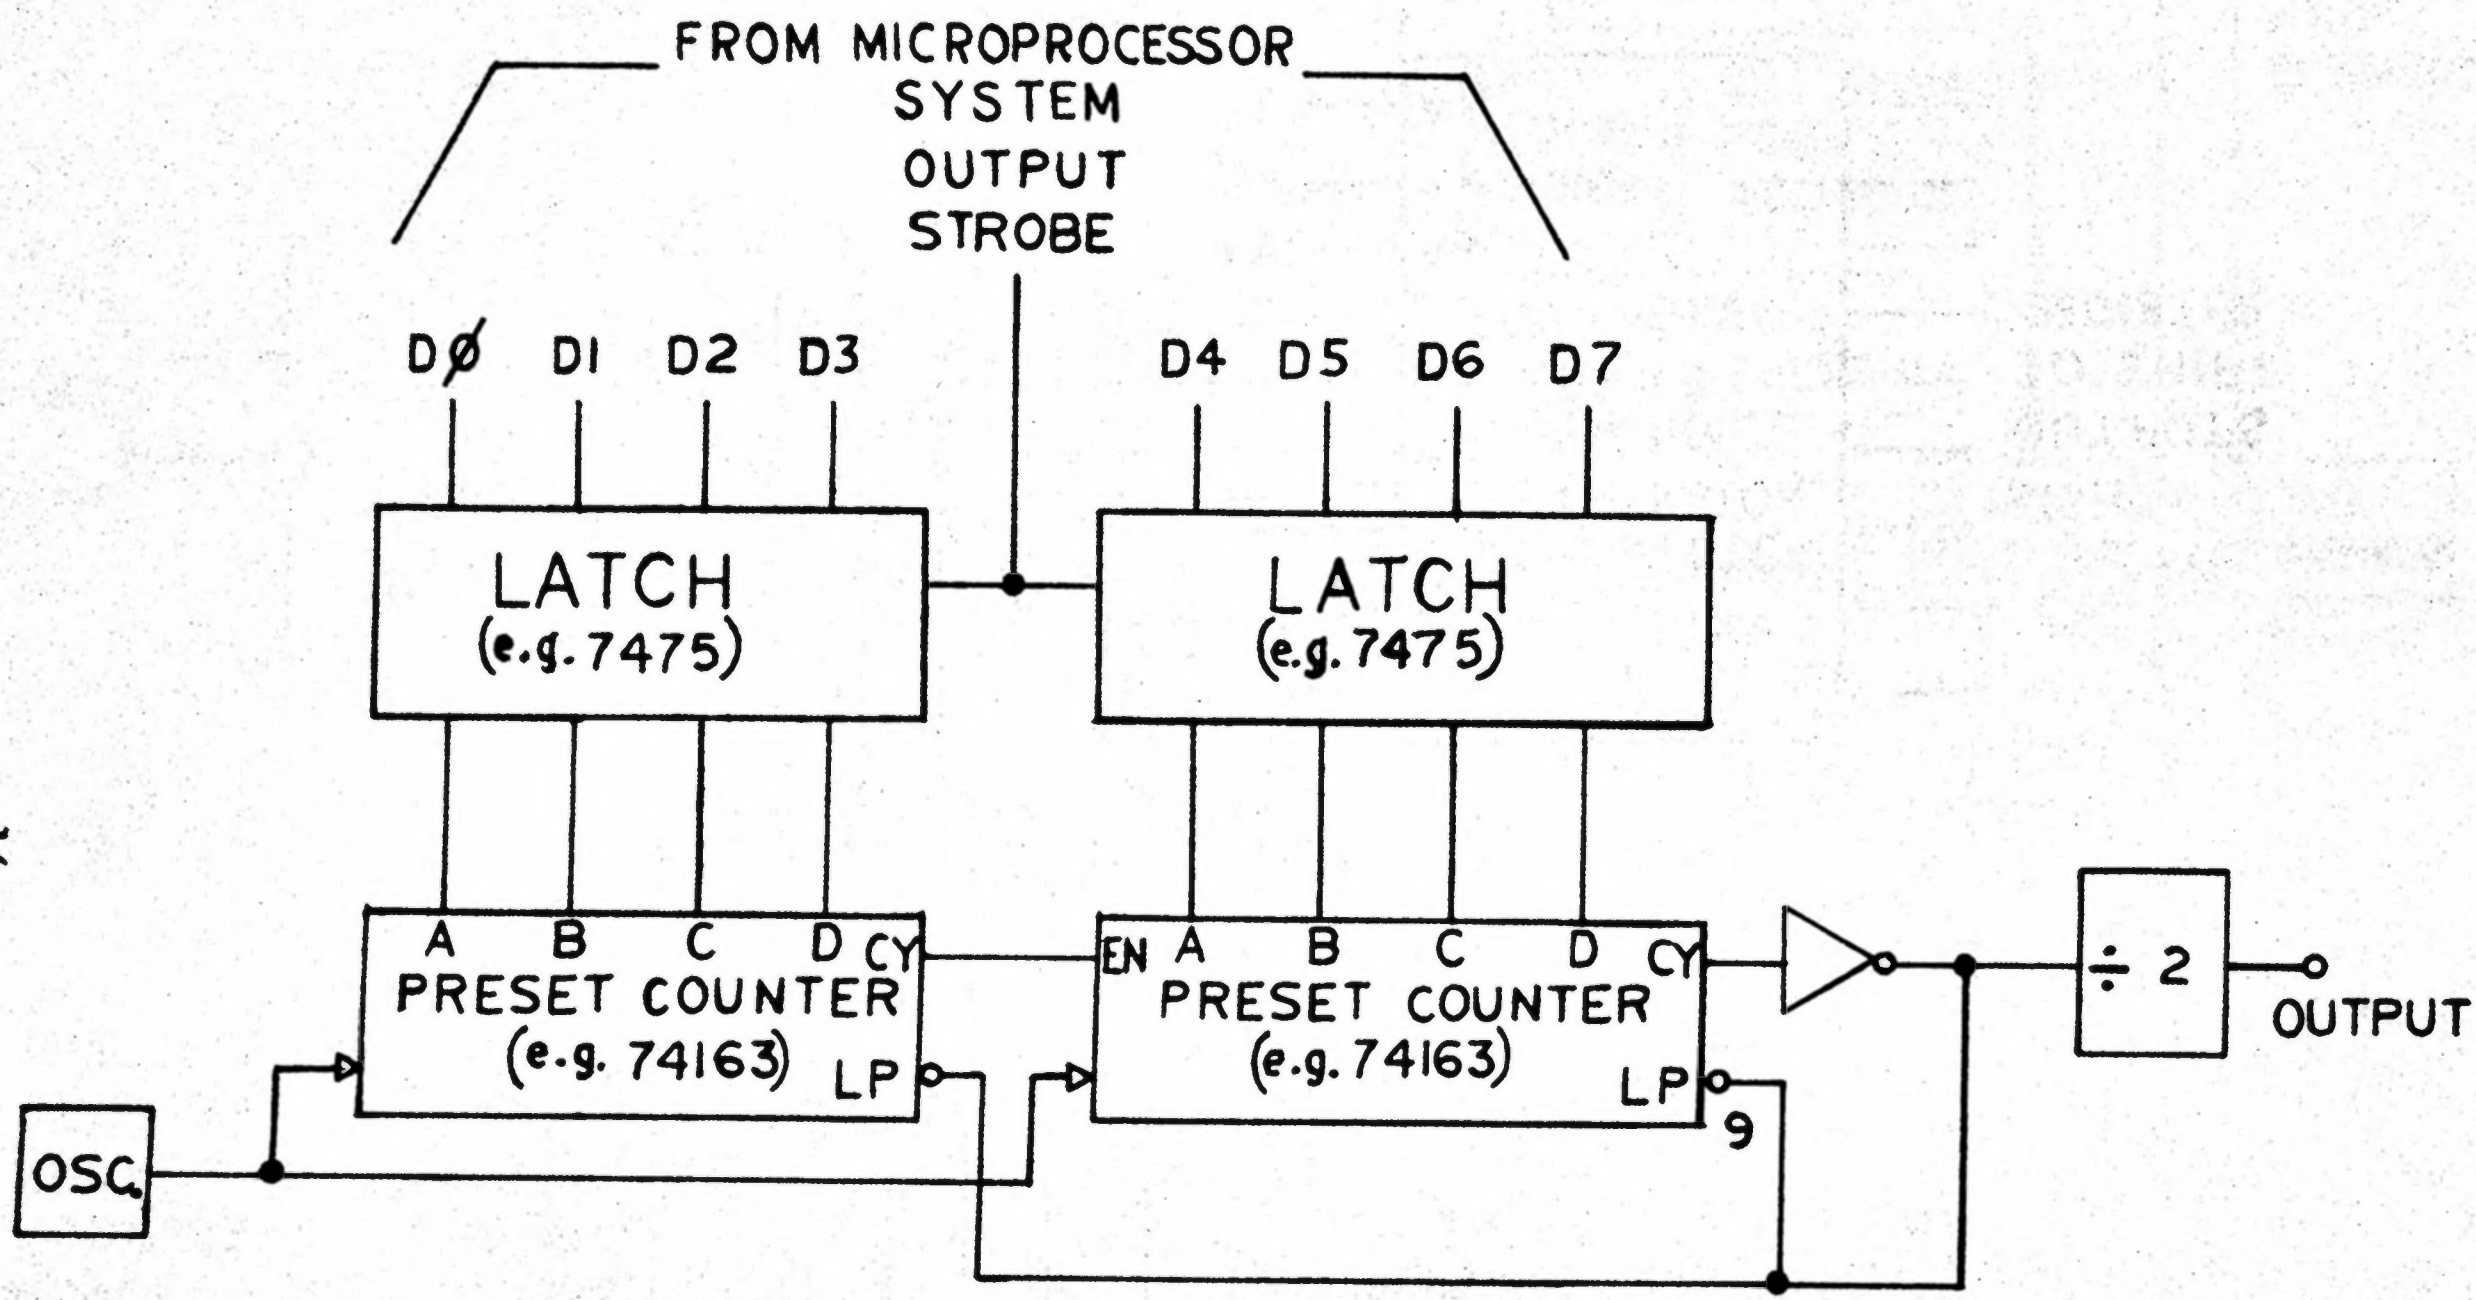 FROM MICROPROCESSOR
SYSTEM
OUTPUT
STROBE
DØ D1 D2 D3 D4 D5 D6 D7
LATCH
(e.g. 7475)
LATCH
(e.g. 7475)
A B C D CY
PRESET COUNTER
(e.g. 74163)
LP
EN A B C D CY
PRESET COUNTER
(e.g. 74163)
LP
9
÷ 2
OUTPUT
OSC.